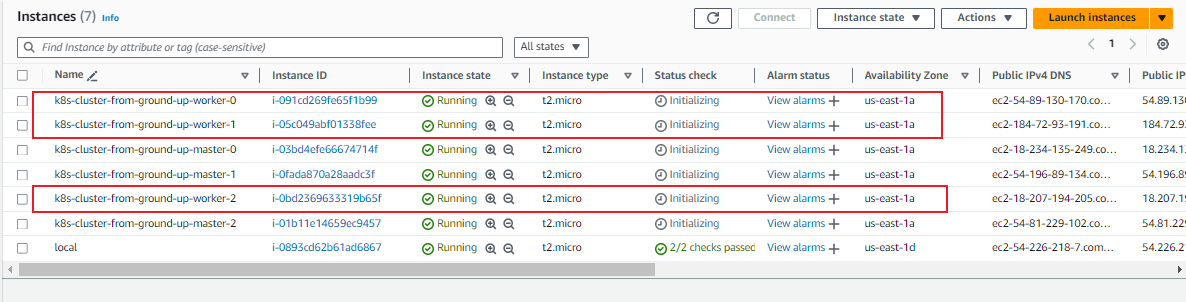 Instances (7) Info Connect Instance state Actions Launch instances
Find Instance by attribute or tag (case-sensitive) All states 1
Name Instance ID Instance state Instance type Status check Alarm status Availability Zone Public IPv4 DNS Public IP
k8s-cluster-from-ground-up-worker-0 i-091cd269fe65f1b99 Running t2.micro Initializing View alarms + us-east-1a ec2-54-89-130-170.co... 54.89.130
k8s-cluster-from-ground-up-worker-1 i-05c049abf01338fee Running t2.micro Initializing View alarms + us-east-1a ec2-184-72-93-191.co... 184.72.93
k8s-cluster-from-ground-up-master-0 i-03bd4efe66674714f Running t2.micro Initializing View alarms + us-east-1a ec2-18-234-135-249.co... 18.234.13
k8s-cluster-from-ground-up-master-1 i-0fada870a28aadc3f Running t2.micro Initializing View alarms + us-east-1a ec2-54-196-89-134.co... 54.196.89
k8s-cluster-from-ground-up-worker-2 i-0bd2369633319b65f Running t2.micro Initializing View alarms + us-east-1a ec2-18-207-194-205.co... 18.207.19
k8s-cluster-from-ground-up-master-2 i-01b11e14659ec9457 Running t2.micro Initializing View alarms + us-east-1a ec2-54-81-229-102.co... 54.81.229
local i-0893cd62b61ad6867 Running t2.micro 2/2 checks passed View alarms + us-east-1d ec2-54-226-218-7.com... 54.226.21